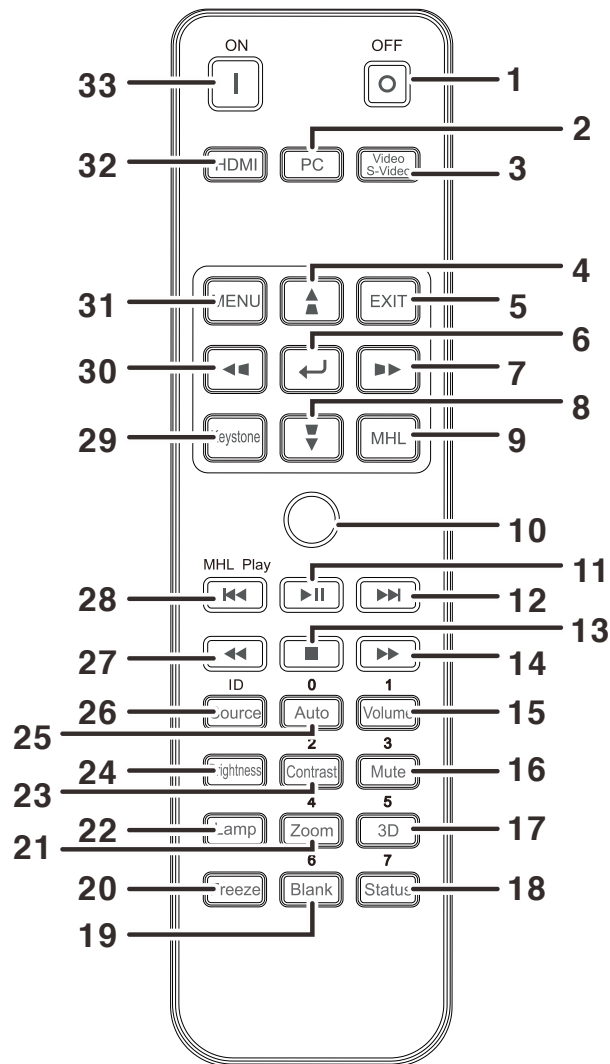 ON OFF
33 1
2
32 HDMI PC Video S-Video 3
4
31 MENU EXIT 5
6
30 7
8
29 Keystone MHL 9
10
MHL Play
11
28 12
13
27 14
ID 0 1
26 Source Auto Volume 15
25
2 3
24 Brightness Contrast Mute 16
23
4 5
22 Lamp Zoom 3D 17
21
6 7
20 Freeze Blank Status 18
19